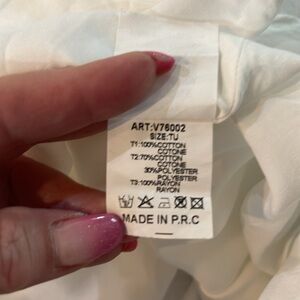 ART:V76002
SIZE:TU
T1:100%COTTON
COTONE
T2:70%COTTON
COTONE
30%POLYESTER
POLYESTER
T3:100%RAYON
RAYON
MADE IN P.R.C